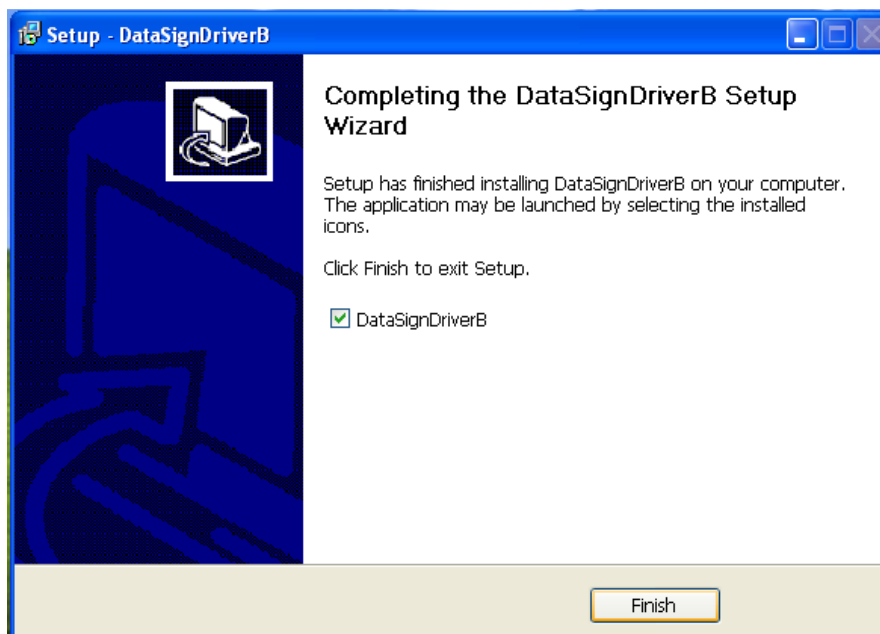 Setup - DataSignDriverB
Completing the DataSignDriverB Setup
Wizard
Setup has finished installing DataSignDriverB on your computer.
The application may be launched by selecting the installed
icons.
Click Finish to exit Setup.
DataSignDriverB
Finish